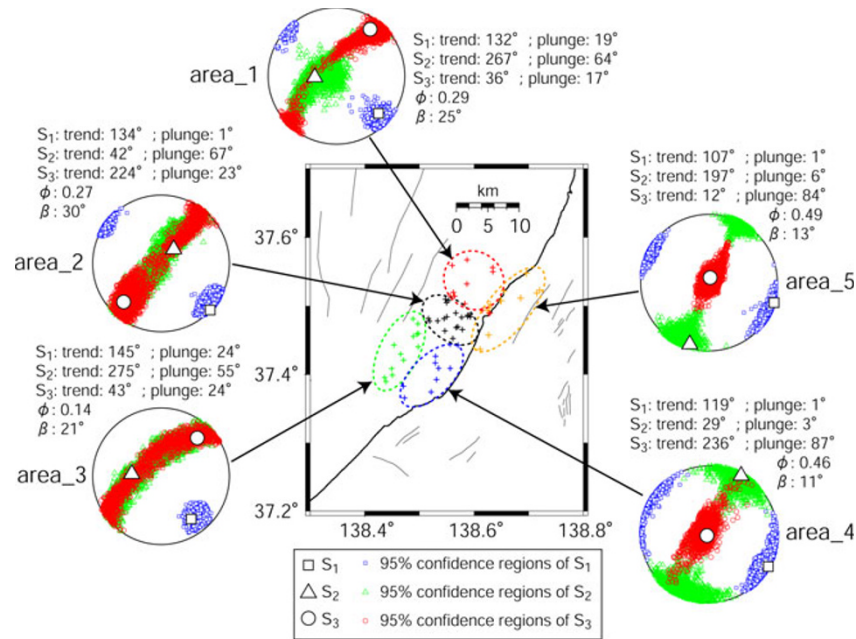 area_1
S1: trend: 132° ; plunge: 19°
S2: trend: 267° ; plunge: 64°
S3: trend: 36° ; plunge: 17°
ϕ : 0.29
β : 25°
S1: trend: 134° ; plunge: 1°
S2: trend: 42° ; plunge: 67°
S3: trend: 224° ; plunge: 23°
ϕ : 0.27
β : 30°
area_2
S1: trend: 107° ; plunge: 1°
S2: trend: 197° ; plunge: 6°
S3: trend: 12° ; plunge: 84°
ϕ : 0.49
β : 13°
area_5
S1: trend: 145° ; plunge: 24°
S2: trend: 275° ; plunge: 55°
S3: trend: 43° ; plunge: 24°
ϕ : 0.14
β : 21°
area_3
S1: trend: 119° ; plunge: 1°
S2: trend: 29° ; plunge: 3°
S3: trend: 236° ; plunge: 87°
ϕ : 0.46
β : 11°
area_4
km
0 5 10
37.6°
37.4°
37.2°
138.4° 138.6° 138.8°
S1 95% confidence regions of S1
S2 95% confidence regions of S2
S3 95% confidence regions of S3